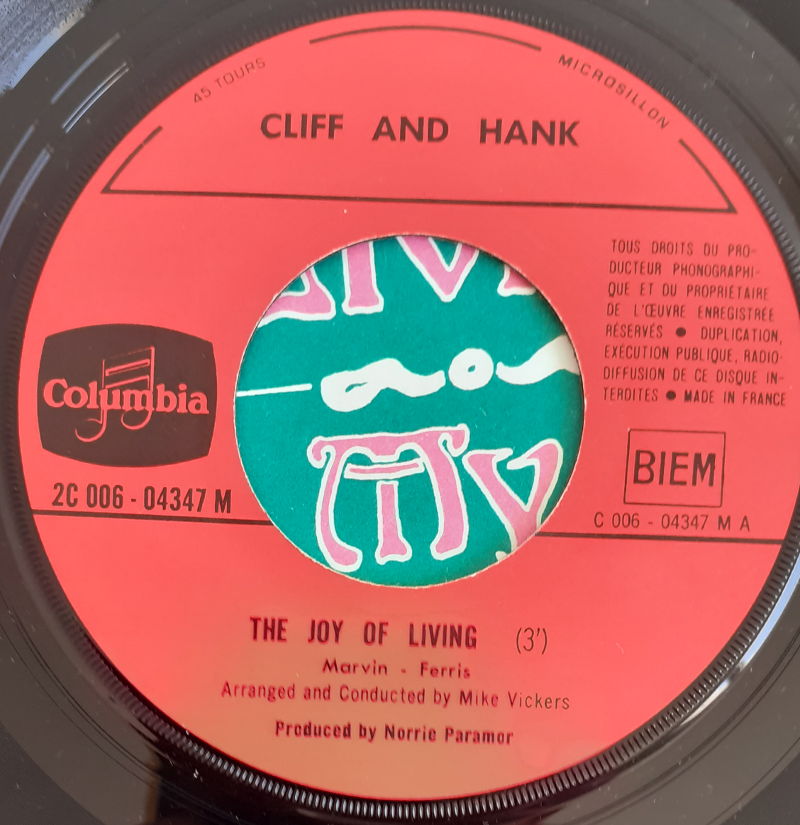 45 TOURS
MICROSILLON
CLIFF AND HANK
TOUS DROITS DU PRO-
DUCTEUR PHONOGRAPHI-
QUE ET DU PROPRIÉTAIRE
DE L'ŒUVRE ENREGISTRÉE
RÉSERVÉS ● DUPLICATION,
EXÉCUTION PUBLIQUE, RADIO-
DIFFUSION DE CE DISQUE IN-
TERDITES ● MADE IN FRANCE
Columbia
BIEM
2C 006 - 04347 M
C 006 - 04347 M A
THE JOY OF LIVING (3')
Marvin - Ferris
Arranged and Conducted by Mike Vickers
Produced by Norrie Paramor